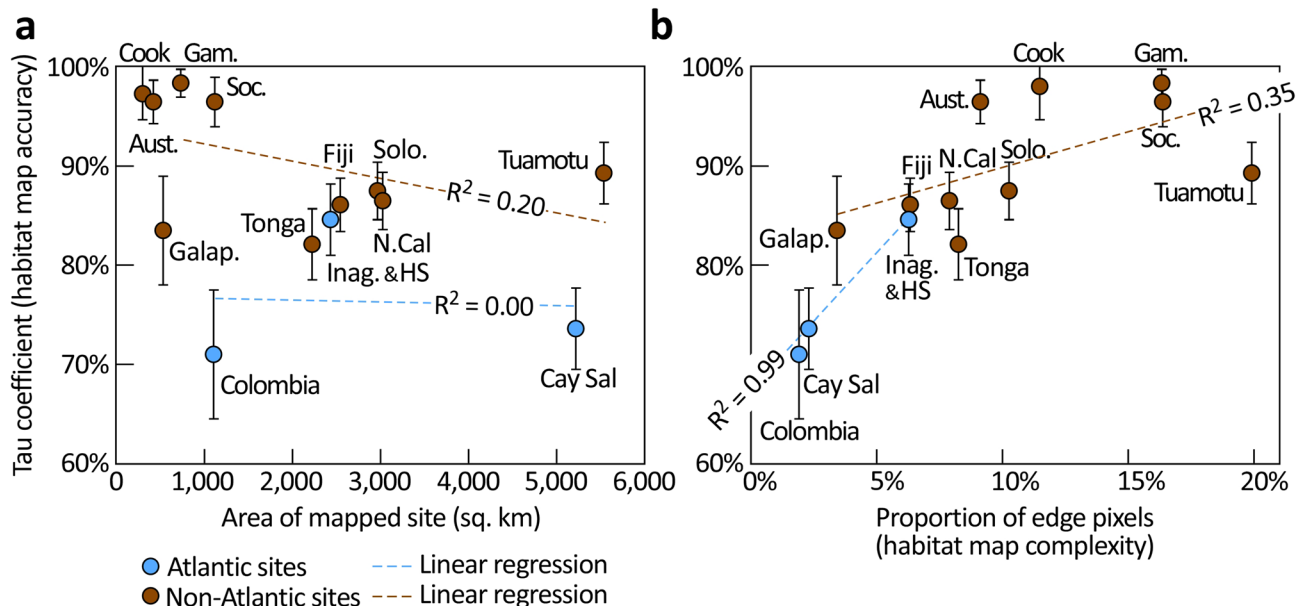 a
Tau coefficient (habitat map accuracy)
100%
90%
80%
70%
60%
0
1,000
2,000
3,000
4,000
5,000
6,000
Area of mapped site (sq. km)
Cook
Gam.
Soc.
Aust.
Galap.
Fiji
Solo.
Tonga
Inag. &HS
N.Cal
Tuamotu
R² = 0.20
R² = 0.00
Colombia
Cay Sal
b
100%
90%
80%
70%
60%
0%
5%
10%
15%
20%
Proportion of edge pixels
(habitat map complexity)
Cook
Gam.
Aust.
R² = 0.35
Soc.
Fiji
N.Cal
Solo.
Tuamotu
Galap.
Inag.
&HS
Tonga
R² = 0.99
Cay Sal
Colombia
Atlantic sites
Linear regression
Non-Atlantic sites
Linear regression